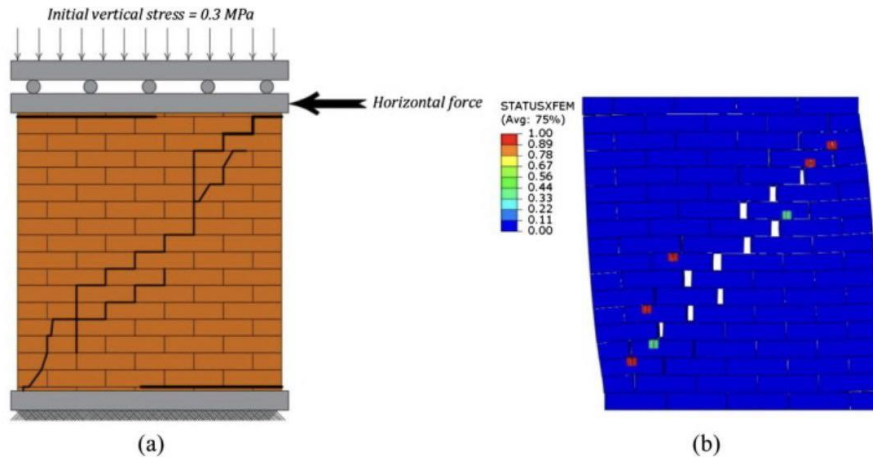 Initial vertical stress = 0.3 MPa
Horizontal force
STATUSXFEM
(Avg: 75%)
1.00
0.89
0.78
0.67
0.56
0.44
0.33
0.22
0.11
0.00
(a)
(b)